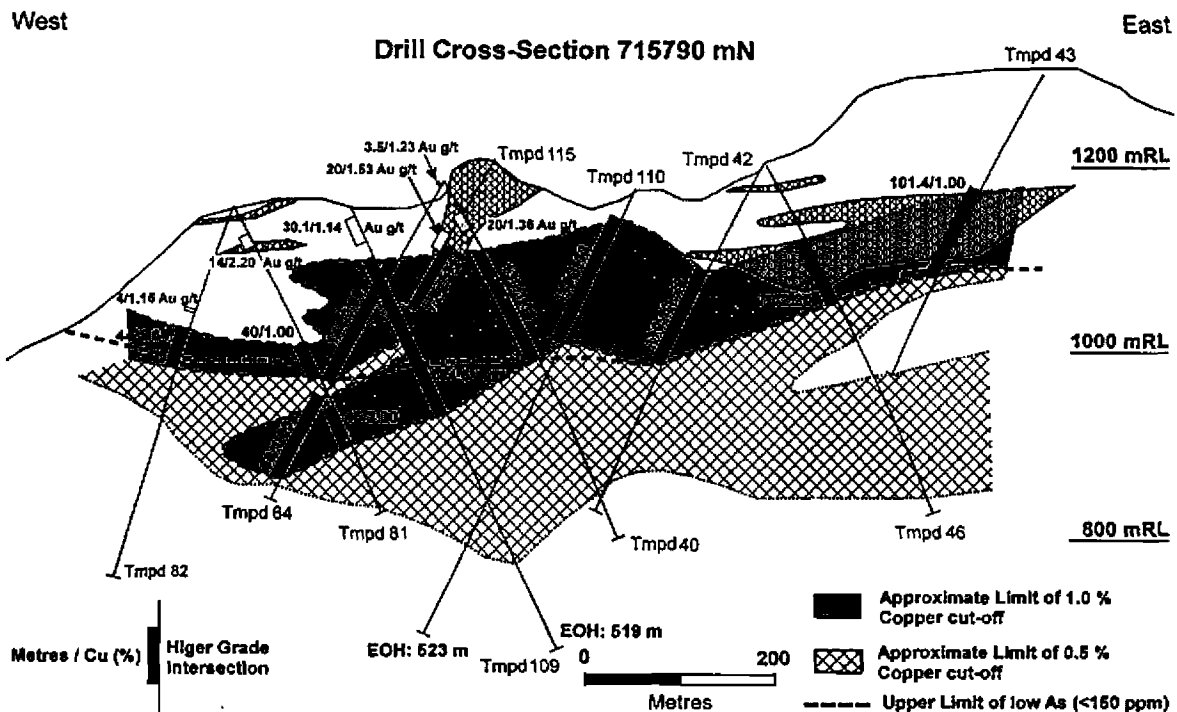 West
East
Drill Cross-Section 715790 mN
Tmpd 43
3.5/1.23 Au g/t
20/1.53 Au g/t
Tmpd 115
Tmpd 110
Tmpd 42
1200 mRL
101.4/1.00
30.1/1.14 Au g/t
20/1.36 Au g/t
14/2.20 Au g/t
4/1.15 Au g/t
40/1.00
1000 mRL
Tmpd 64
Tmpd 81
Tmpd 40
Tmpd 46
800 mRL
Tmpd 82
Approximate Limit of 1.0 %
Copper cut-off
Metres / Cu (%)
Higer Grade
Intersection
EOH: 523 m
EOH: 519 m
Tmpd 109
0
200
Metres
Approximate Limit of 0.5 %
Copper cut-off
Upper Limit of low As (<150 ppm)